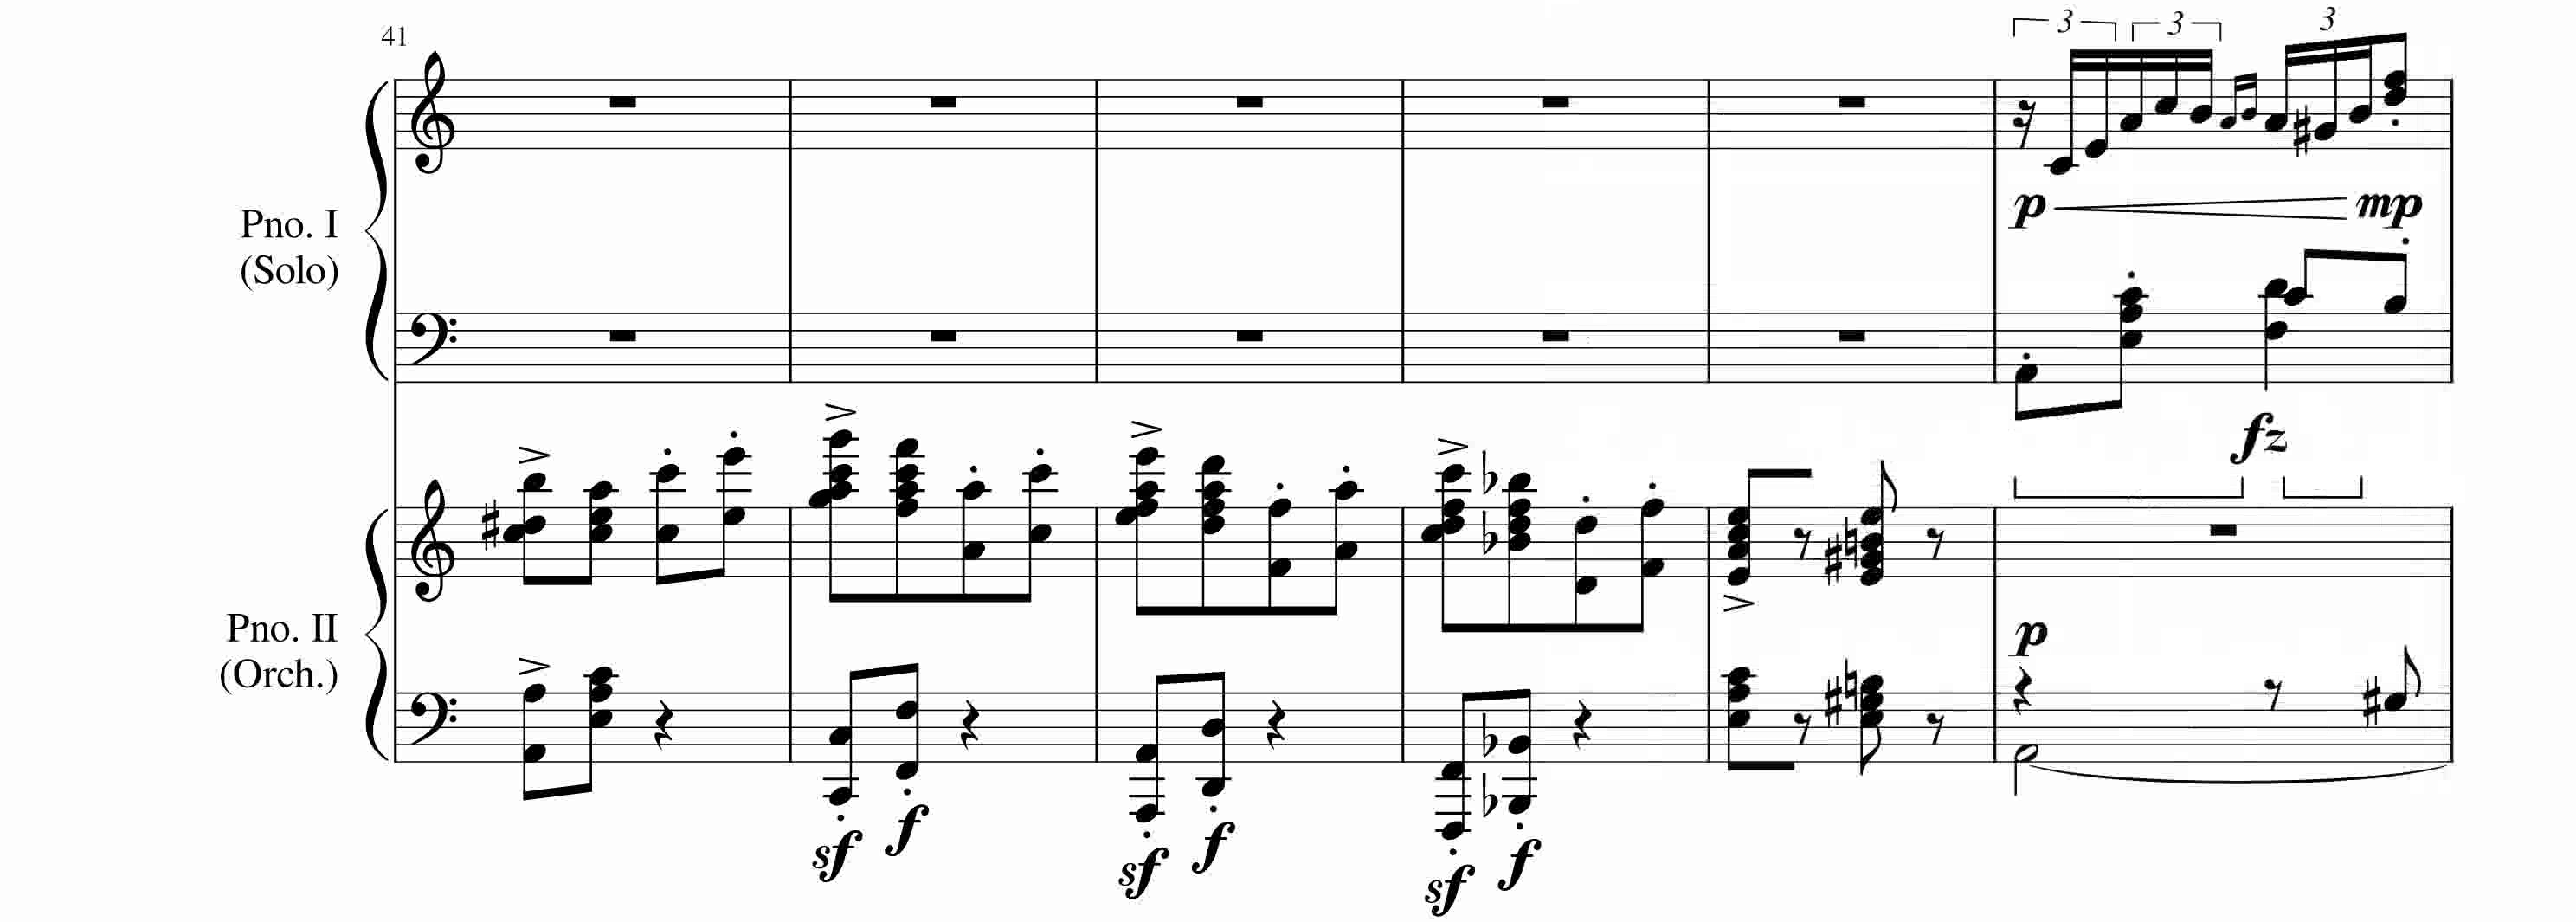 41
3 3 3
Pno. I
(Solo)
p mp
fz
Pno. II
(Orch.)
p
sf f sf f sf f